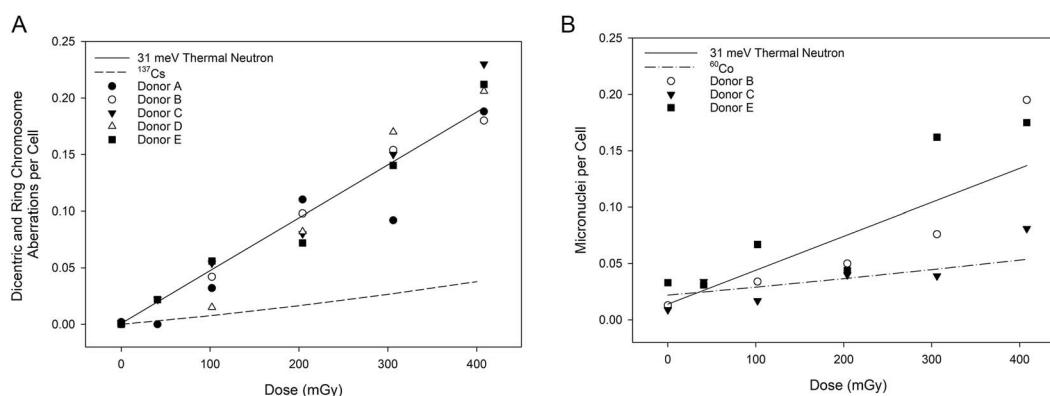 A
0.25
0.20
0.15
0.10
0.05
0.00
Dicentric and Ring Chromosome
Aberrations per Cell
31 meV Thermal Neutron
¹³⁷Cs
Donor A
Donor B
Donor C
Donor D
Donor E
0 100 200 300 400
Dose (mGy)
B
0.25
0.20
0.15
0.10
0.05
0.00
Micronuclei per Cell
31 meV Thermal Neutron
⁶⁰Co
Donor B
Donor C
Donor E
0 100 200 300 400
Dose (mGy)